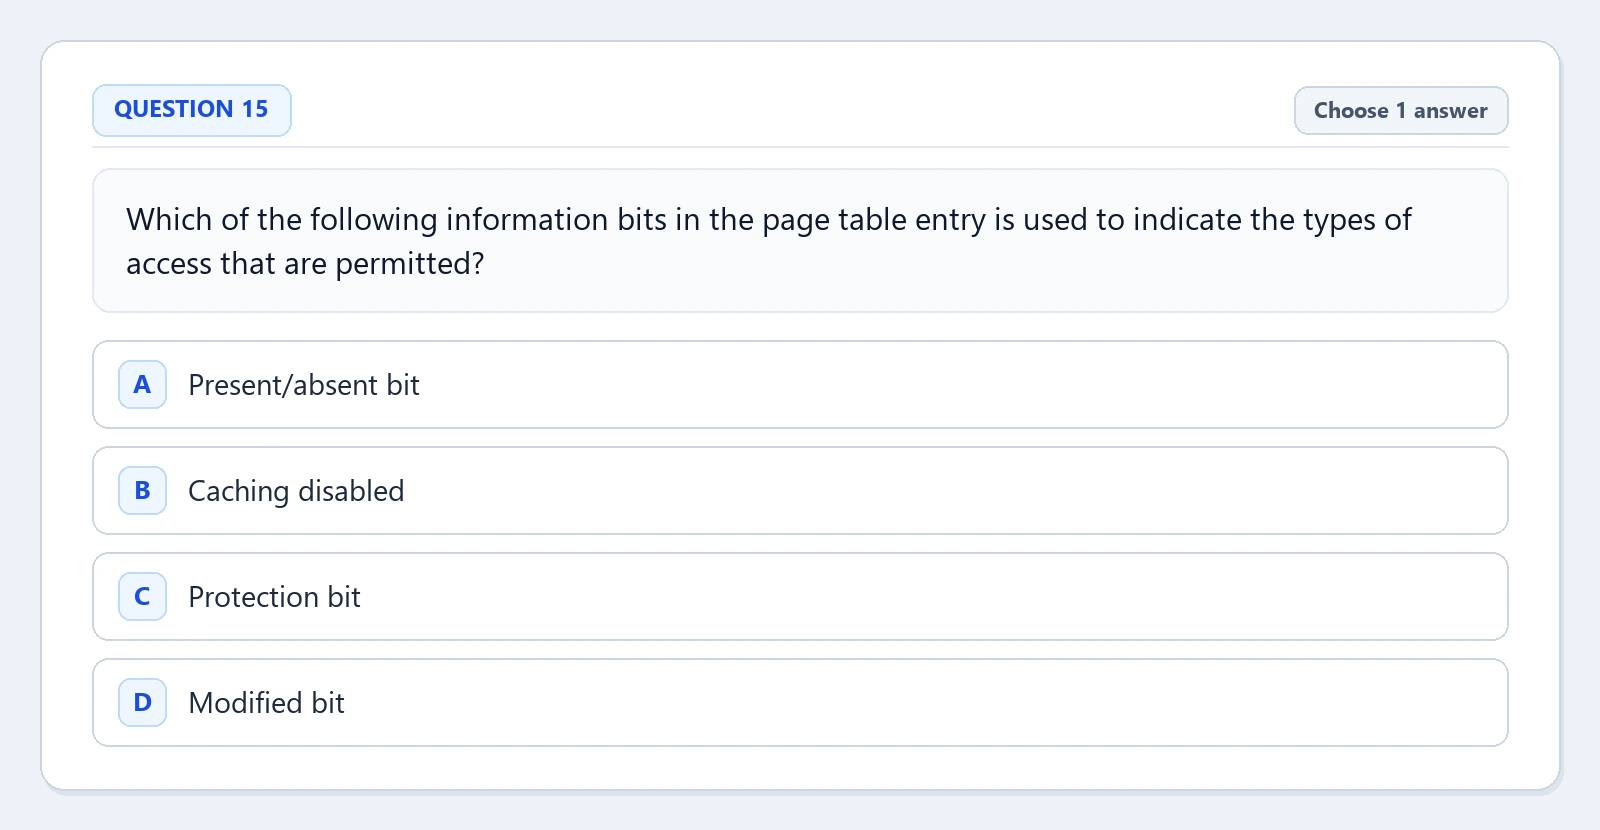 QUESTION 15
Choose 1 answer
Which of the following information bits in the page table entry is used to indicate the types of
access that are permitted?
A Present/absent bit
B Caching disabled
C Protection bit
D Modified bit